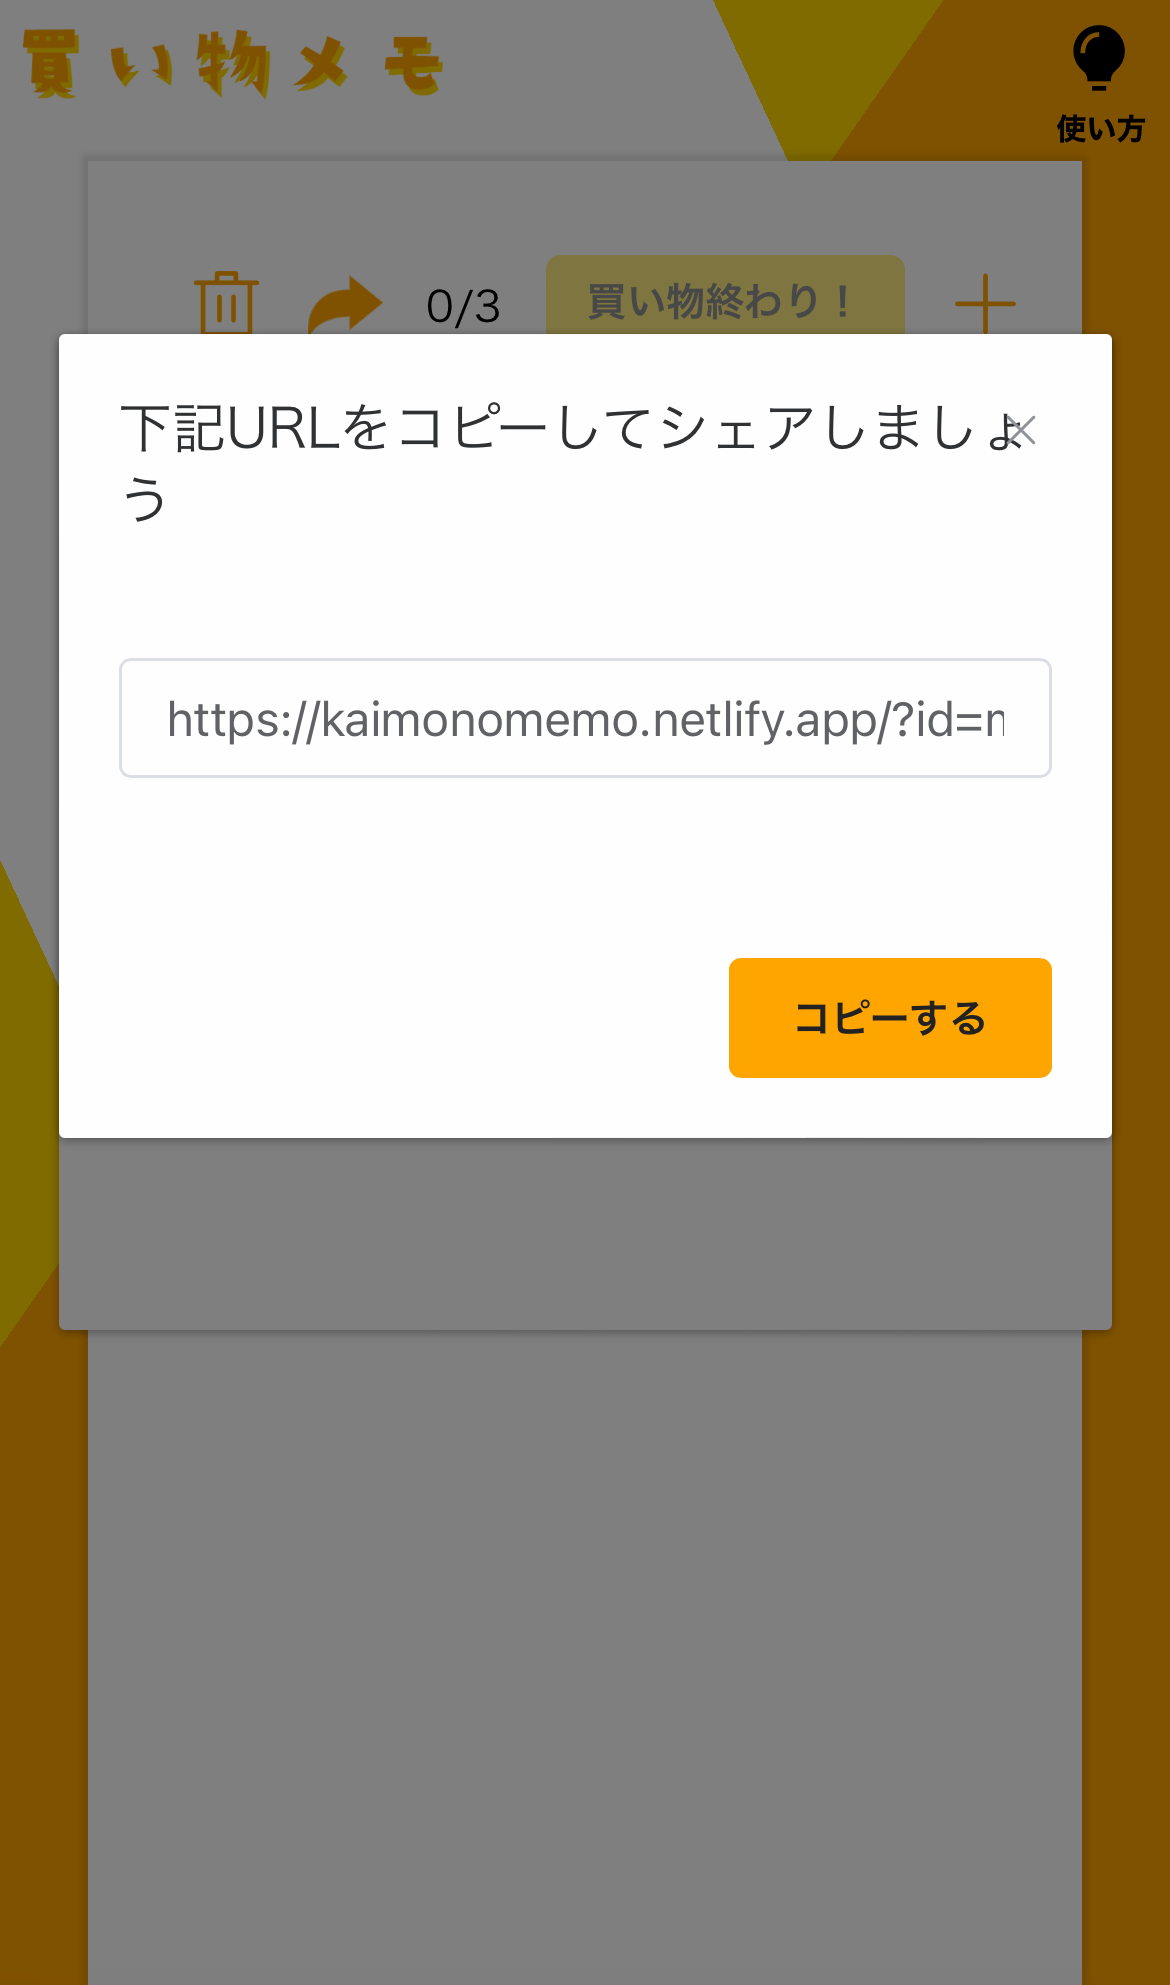 買い物メモ
使い方
0/3
買い物終わり！
下記URLをコピーしてシェアしましょ
う
https://kaimonomemo.netlify.app/?id=
コピーする